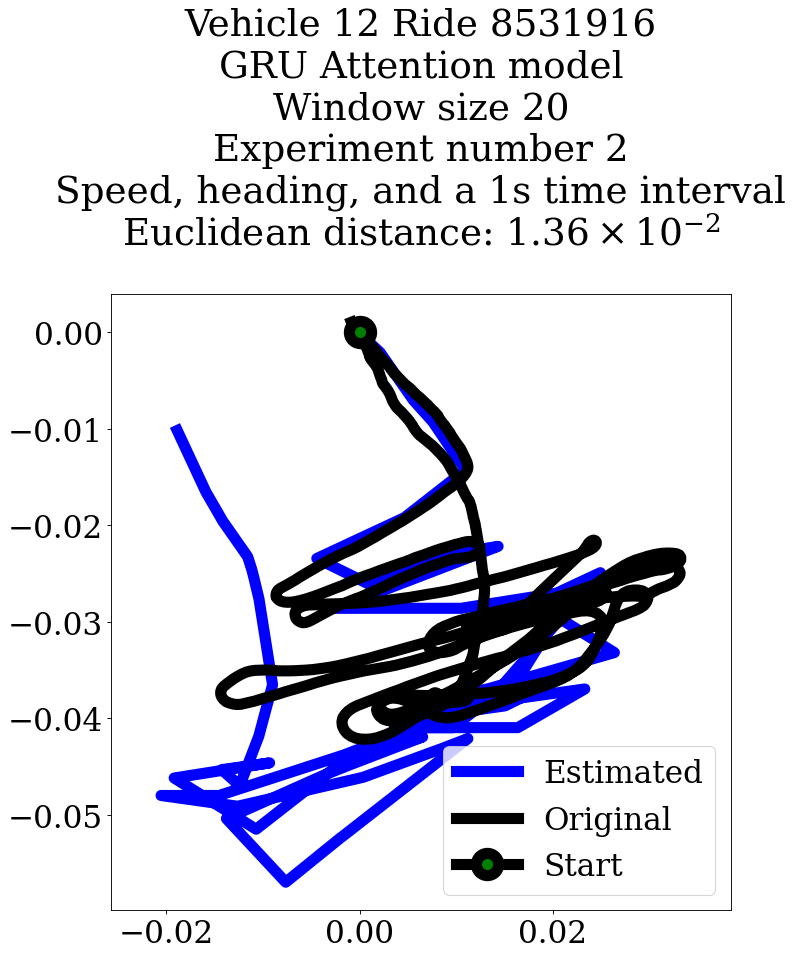 Vehicle 12 Ride 8531916
GRU Attention model
Window size 20
Experiment number 2
Speed, heading, and a 1s time interval
Euclidean distance: 1.36 × 10⁻²
0.00
−0.01
−0.02
−0.03
−0.04
−0.05
Estimated
Original
Start
−0.02
0.00
0.02